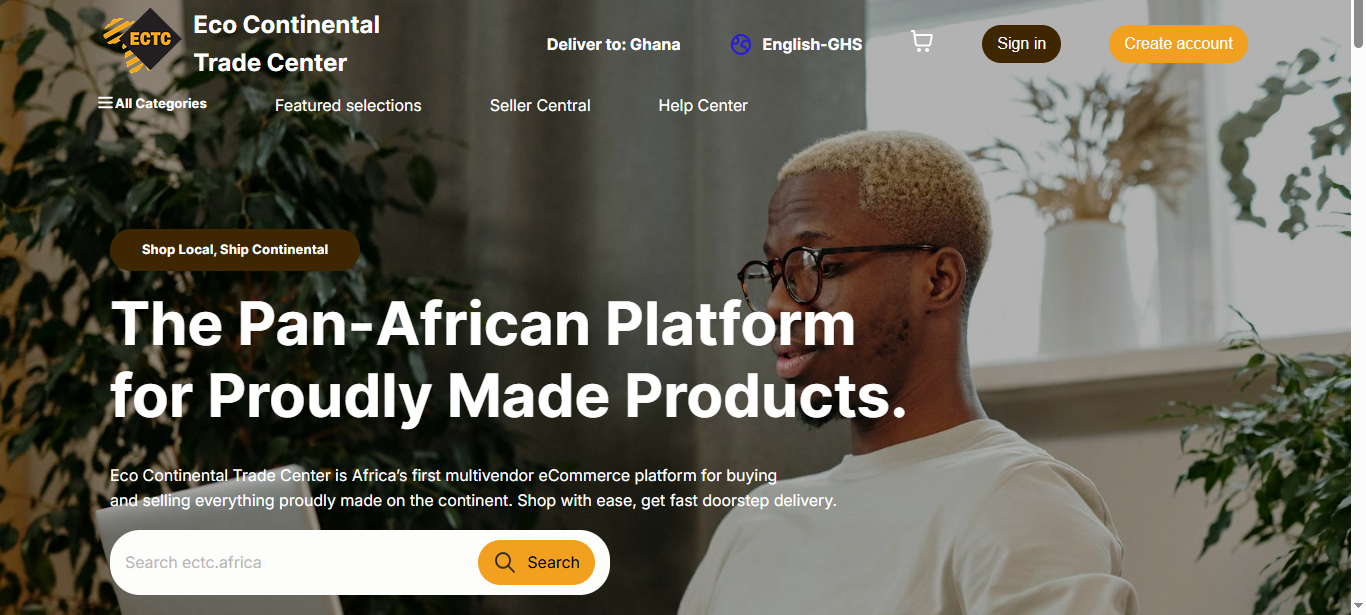 ECTC
Eco Continental
Trade Center
Deliver to: Ghana
English-GHS
Sign in
Create account
All Categories
Featured selections
Seller Central
Help Center
Shop Local, Ship Continental
The Pan-African Platform
for Proudly Made Products.
Eco Continental Trade Center is Africa’s first multivendor eCommerce platform for buying
and selling everything proudly made on the continent. Shop with ease, get fast doorstep delivery.
Search ectc.africa
Search